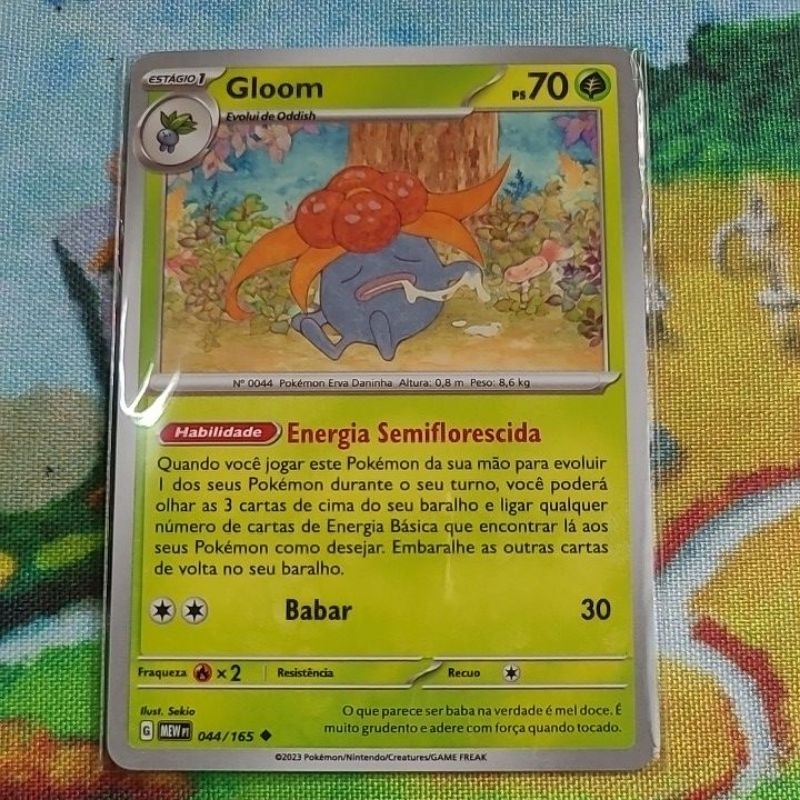 ESTÁGIO 1 Gloom PS 70
Evolui de Oddish
Nº 0044 Pokémon Erva Daninha Altura: 0,8 m Peso: 8,6 kg
Habilidade Energia Semiflorescida
Quando você jogar este Pokémon da sua mão para evoluir
1 dos seus Pokémon durante o seu turno, você poderá
olhar as 3 cartas de cima do seu baralho e ligar qualquer
número de cartas de Energia Básica que encontrar lá aos
seus Pokémon como desejar. Embaralhe as outras cartas
de volta no seu baralho.
Babar 30
Fraqueza × 2 Resistência Recuo
Ilust. Sekio
G MEW PT 044/165
O que parece ser baba na verdade é mel doce. É
muito grudento e adere com força quando tocado.
©2023 Pokémon/Nintendo/Creatures/GAME FREAK